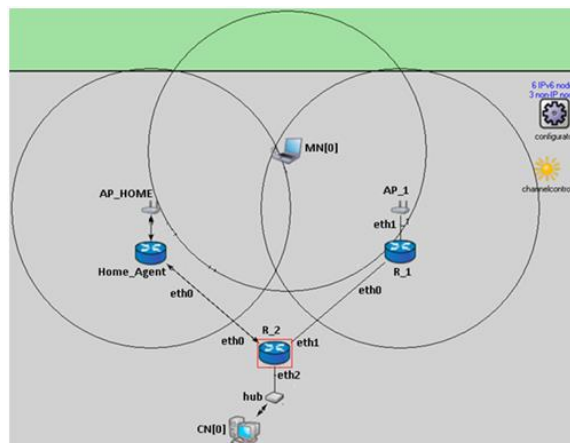 6 IPv6 nod
3 non-IP nod
configurato
channelcontro
MN[0]
AP_HOME
AP_1
eth1
Home_Agent
R_1
eth0
eth0
R_2
eth0
eth1
eth2
hub
CN[0]